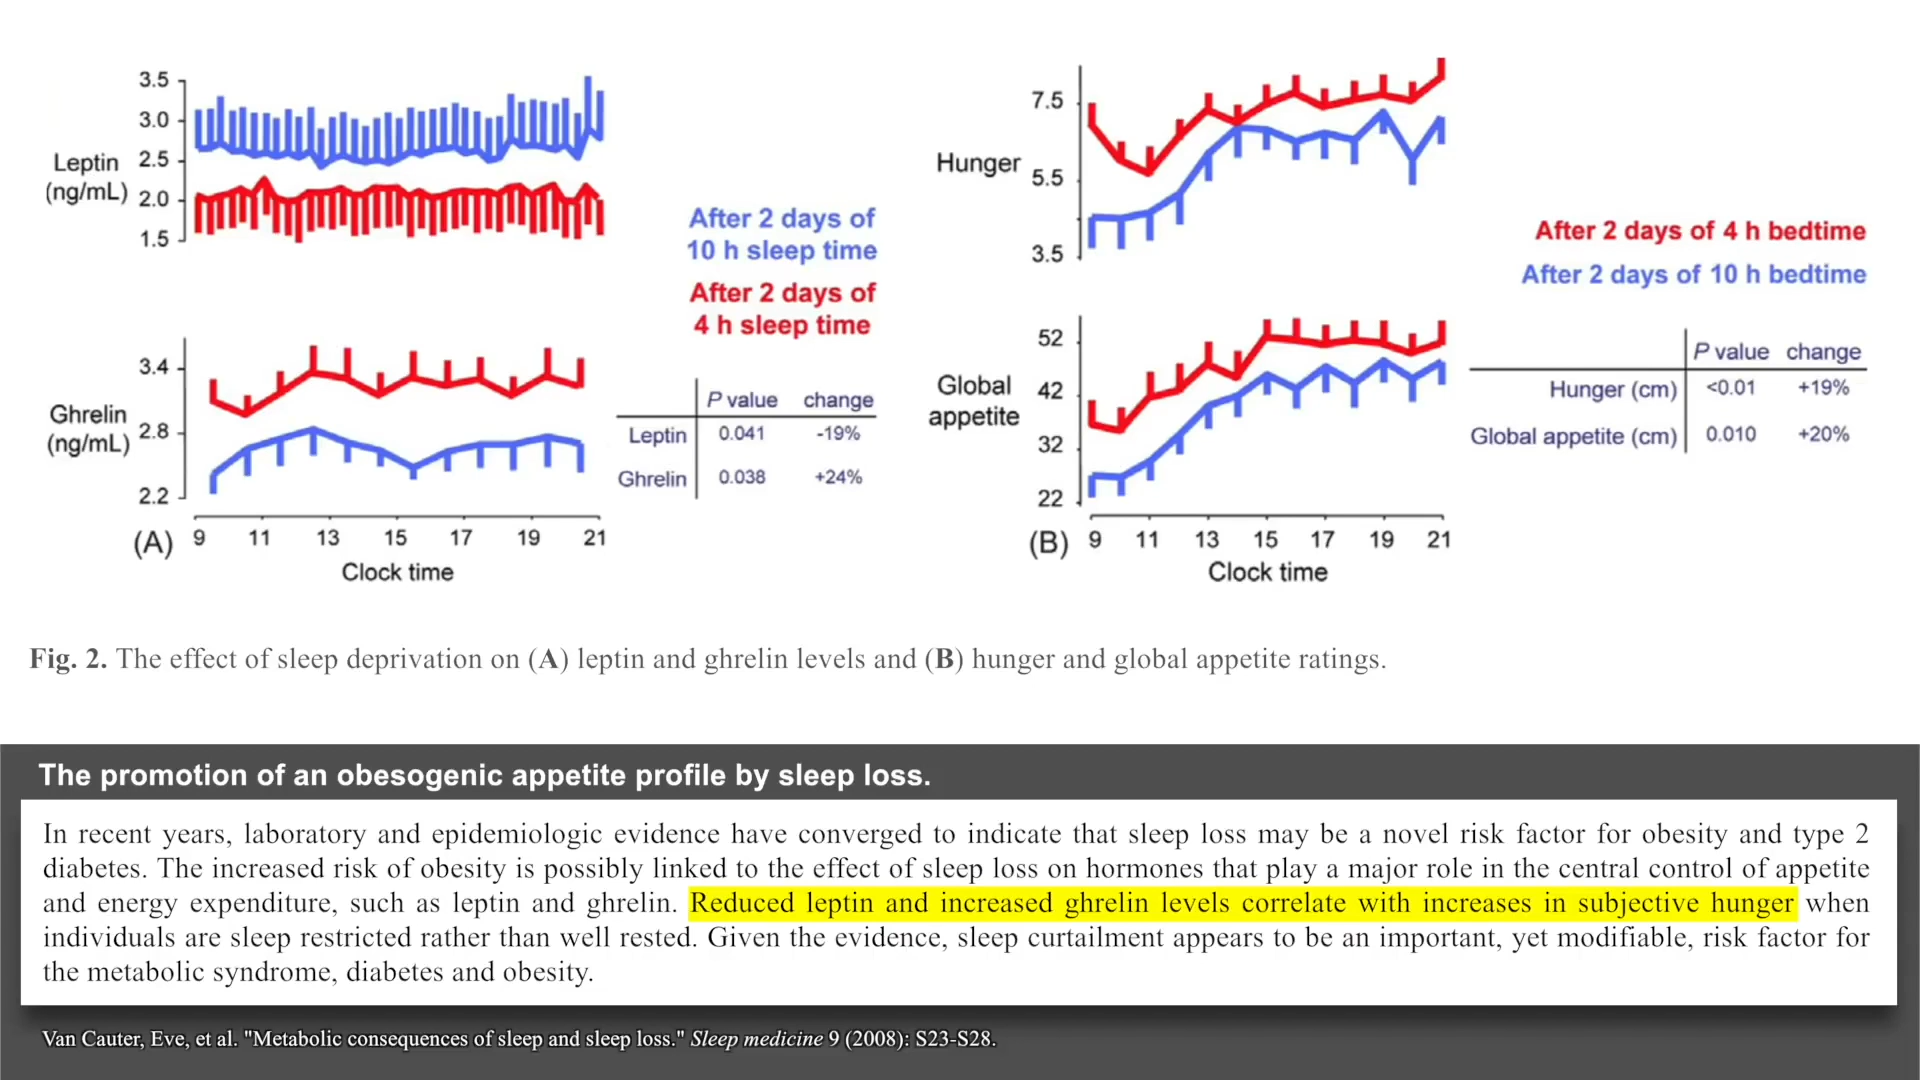 3.5
3.0
Leptin 2.5
(ng/mL) 2.0
1.5
After 2 days of
10 h sleep time
After 2 days of
4 h sleep time
3.4
Ghrelin
(ng/mL) 2.8
2.2
P value change
Leptin 0.041 -19%
Ghrelin 0.038 +24%
(A) 9 11 13 15 17 19 21
Clock time
7.5
Hunger
5.5
3.5
After 2 days of 4 h bedtime
After 2 days of 10 h bedtime
52
Global 42
appetite
32
22
P value change
Hunger (cm) <0.01 +19%
Global appetite (cm) 0.010 +20%
(B) 9 11 13 15 17 19 21
Clock time
Fig. 2. The effect of sleep deprivation on (A) leptin and ghrelin levels and (B) hunger and global appetite ratings.
The promotion of an obesogenic appetite profile by sleep loss.
In recent years, laboratory and epidemiologic evidence have converged to indicate that sleep loss may be a novel risk factor for obesity and type 2
diabetes. The increased risk of obesity is possibly linked to the effect of sleep loss on hormones that play a major role in the central control of appetite
and energy expenditure, such as leptin and ghrelin. Reduced leptin and increased ghrelin levels correlate with increases in subjective hunger when
individuals are sleep restricted rather than well rested. Given the evidence, sleep curtailment appears to be an important, yet modifiable, risk factor for
the metabolic syndrome, diabetes and obesity.
Van Cauter, Eve, et al. "Metabolic consequences of sleep and sleep loss." Sleep medicine 9 (2008): S23-S28.